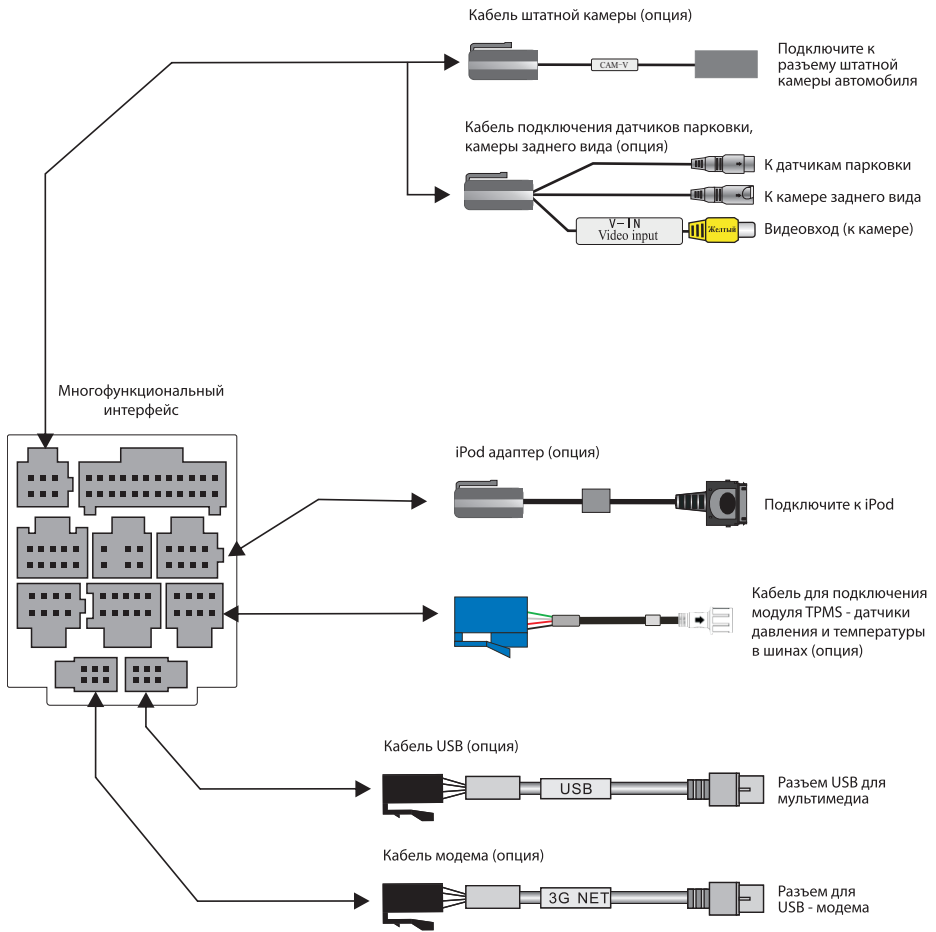 Кабель штатной камеры (опция)
CAM-V
Подключите к
разъему штатной
камеры автомобиля
Кабель подключения датчиков парковки,
камеры заднего вида (опция)
К датчикам парковки
К камере заднего вида
V-IN
Video input
Желтый
Видеовход (к камере)
Многофункциональный
интерфейс
iPod адаптер (опция)
Подключите к iPod
Кабель для подключения
модуля TPMS - датчики
давления и температуры
в шинах (опция)
Кабель USB (опция)
USB
Разъем USB для
мультимедиа
Кабель модема (опция)
3G NET
Разъем для
USB - модема